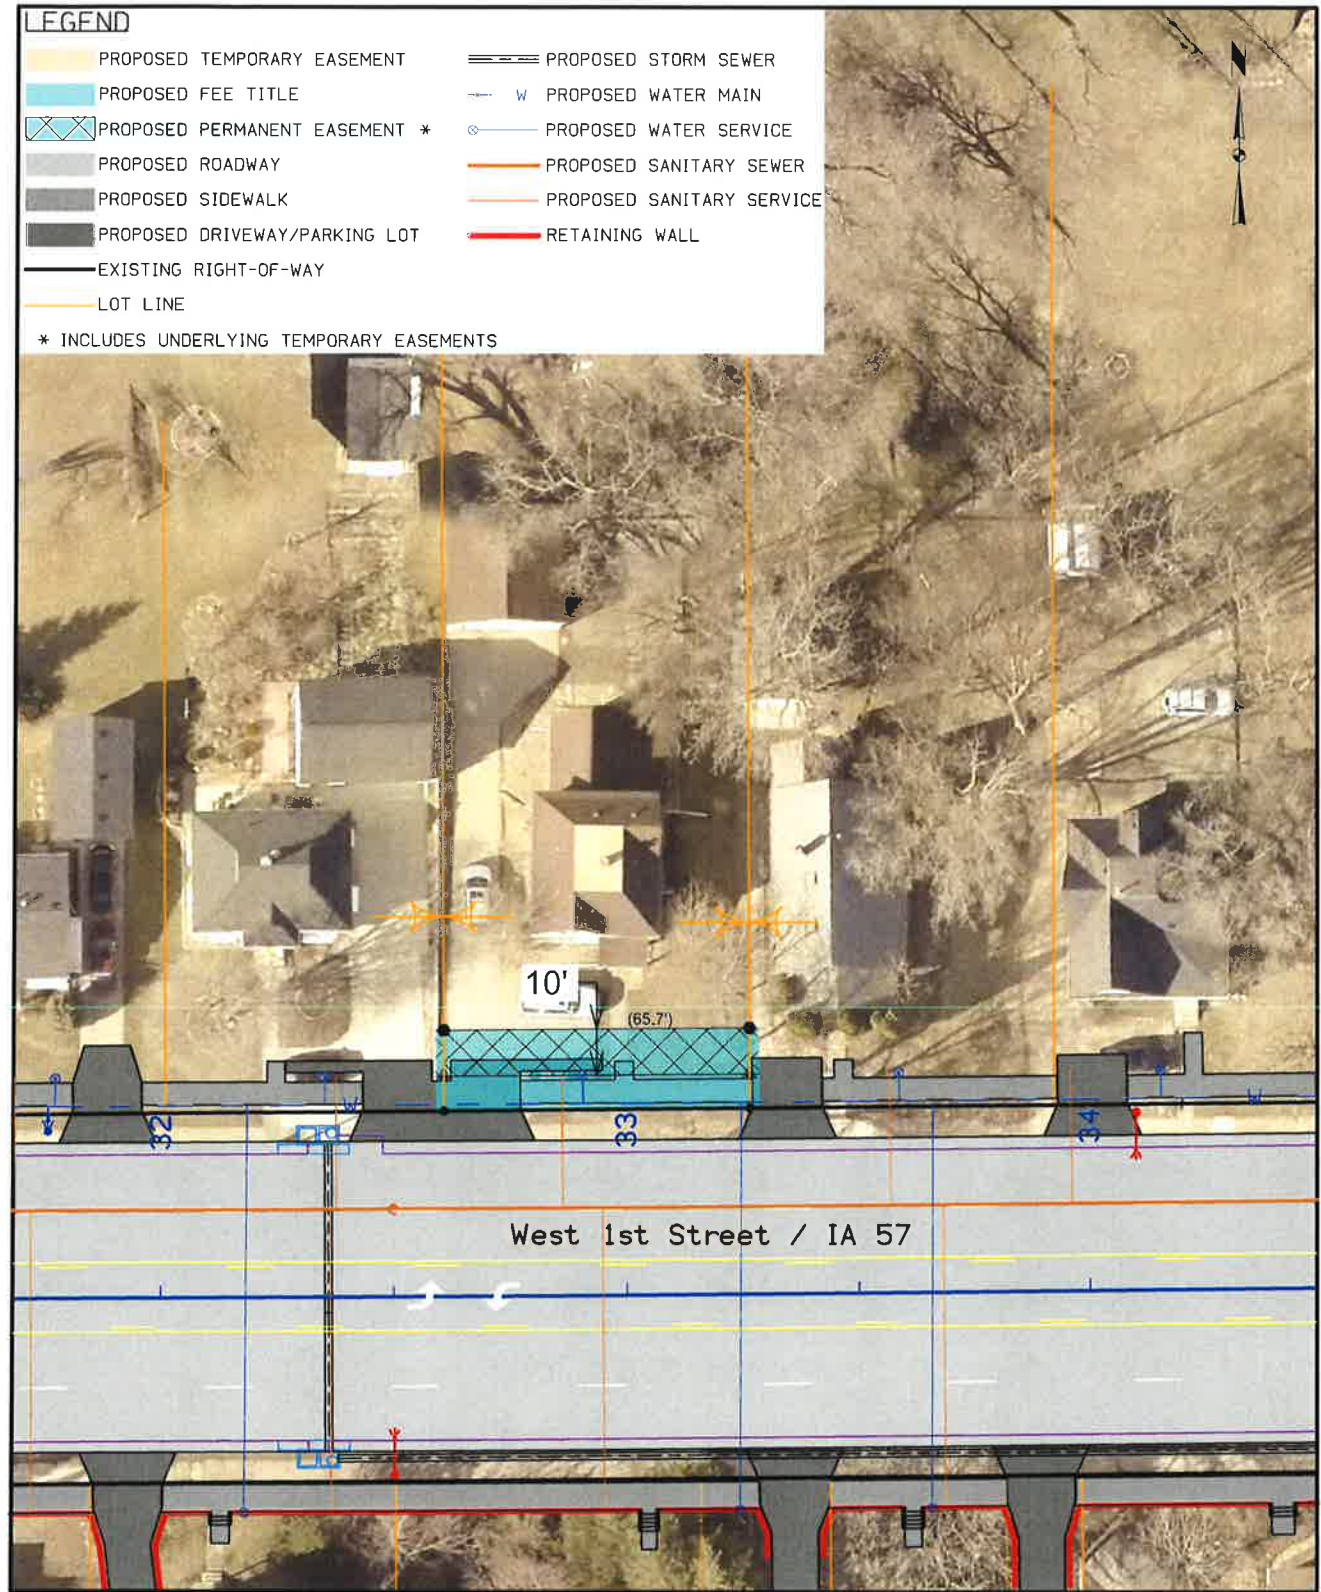 LEGEND
PROPOSED TEMPORARY EASEMENT
PROPOSED FEE TITLE
PROPOSED PERMANENT EASEMENT *
PROPOSED ROADWAY
PROPOSED SIDEWALK
PROPOSED DRIVEWAY/PARKING LOT
EXISTING RIGHT-OF-WAY
LOT LINE
* INCLUDES UNDERLYING TEMPORARY EASEMENTS
PROPOSED STORM SEWER
W PROPOSED WATER MAIN
PROPOSED WATER SERVICE
PROPOSED SANITARY SEWER
PROPOSED SANITARY SERVICE
RETAINING WALL
N
10'
(65.7')
W
W
32
33
34
West 1st Street / IA 57